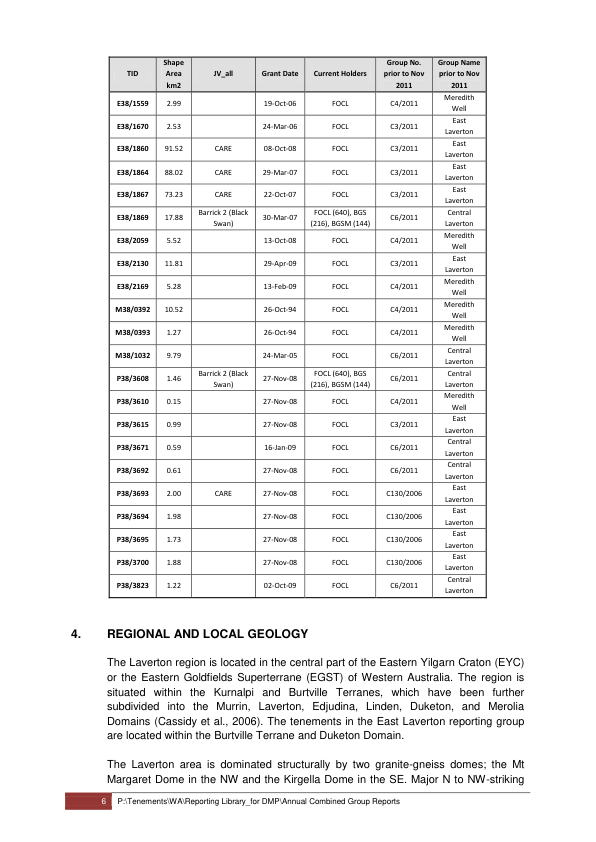 TID | Shape Area km2 | JV_all | Grant Date | Current Holders | Group No. prior to Nov 2011 | Group Name prior to Nov 2011
E38/1559 | 2.99 | | 19-Oct-06 | FOCL | C4/2011 | Meredith Well
E38/1670 | 2.53 | | 24-Mar-06 | FOCL | C3/2011 | East Laverton
E38/1860 | 91.52 | CARE | 08-Oct-08 | FOCL | C3/2011 | East Laverton
E38/1864 | 88.02 | CARE | 29-Mar-07 | FOCL | C3/2011 | East Laverton
E38/1867 | 73.23 | CARE | 22-Oct-07 | FOCL | C3/2011 | East Laverton
E38/1869 | 17.88 | Barrick 2 (Black Swan) | 30-Mar-07 | FOCL (640), BGS (216), BGSM (144) | C6/2011 | Central Laverton
E38/2059 | 5.52 | | 13-Oct-08 | FOCL | C4/2011 | Meredith Well
E38/2130 | 11.81 | | 29-Apr-09 | FOCL | C3/2011 | East Laverton
E38/2169 | 5.28 | | 13-Feb-09 | FOCL | C4/2011 | Meredith Well
M38/0392 | 10.52 | | 26-Oct-94 | FOCL | C4/2011 | Meredith Well
M38/0393 | 1.27 | | 26-Oct-94 | FOCL | C4/2011 | Meredith Well
M38/1032 | 9.79 | | 24-Mar-05 | FOCL | C6/2011 | Central Laverton
P38/3608 | 1.46 | Barrick 2 (Black Swan) | 27-Nov-08 | FOCL (640), BGS (216), BGSM (144) | C6/2011 | Central Laverton
P38/3610 | 0.15 | | 27-Nov-08 | FOCL | C4/2011 | Meredith Well
P38/3615 | 0.99 | | 27-Nov-08 | FOCL | C3/2011 | East Laverton
P38/3671 | 0.59 | | 16-Jan-09 | FOCL | C6/2011 | Central Laverton
P38/3692 | 0.61 | | 27-Nov-08 | FOCL | C6/2011 | Central Laverton
P38/3693 | 2.00 | CARE | 27-Nov-08 | FOCL | C130/2006 | East Laverton
P38/3694 | 1.98 | | 27-Nov-08 | FOCL | C130/2006 | East Laverton
P38/3695 | 1.73 | | 27-Nov-08 | FOCL | C130/2006 | East Laverton
P38/3700 | 1.88 | | 27-Nov-08 | FOCL | C130/2006 | East Laverton
P38/3823 | 1.22 | | 02-Oct-09 | FOCL | C6/2011 | Central Laverton
4. REGIONAL AND LOCAL GEOLOGY
The Laverton region is located in the central part of the Eastern Yilgarn Craton (EYC)
or the Eastern Goldfields Superterrane (EGST) of Western Australia. The region is
situated within the Kurnalpi and Burtville Terranes, which have been further
subdivided into the Murrin, Laverton, Edjudina, Linden, Duketon, and Merolia
Domains (Cassidy et al., 2006). The tenements in the East Laverton reporting group
are located within the Burtville Terrane and Duketon Domain.
The Laverton area is dominated structurally by two granite-gneiss domes; the Mt
Margaret Dome in the NW and the Kirgella Dome in the SE. Major N to NW-striking
6 P:\Tenements\WA\Reporting Library_for DMP\Annual Combined Group Reports